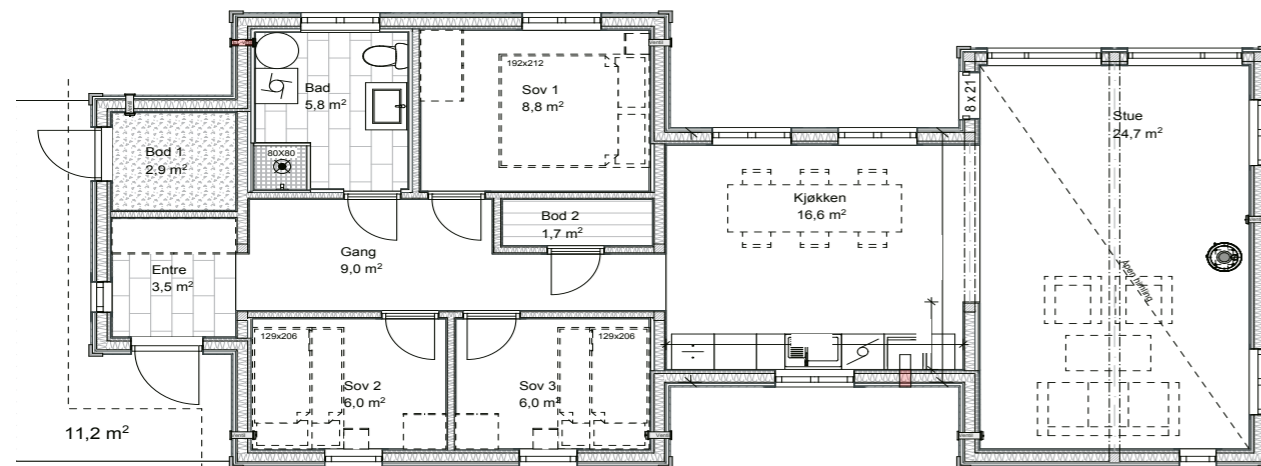 Bad
5,8 m²
80X80
192x212
Sov 1
8,8 m²
8 x 21
Stue
24,7 m²
Bod 1
2,9 m²
Bod 2
1,7 m²
Kjøkken
16,6 m²
Gang
9,0 m²
Entre
3,5 m²
Åpen himling
129x206
129x206
Sov 2
6,0 m²
Sov 3
6,0 m²
11,2 m²